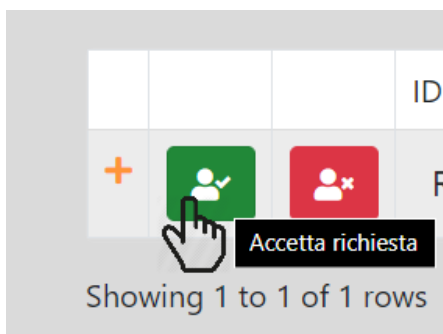 ID
Accetta richiesta
Showing 1 to 1 of 1 rows